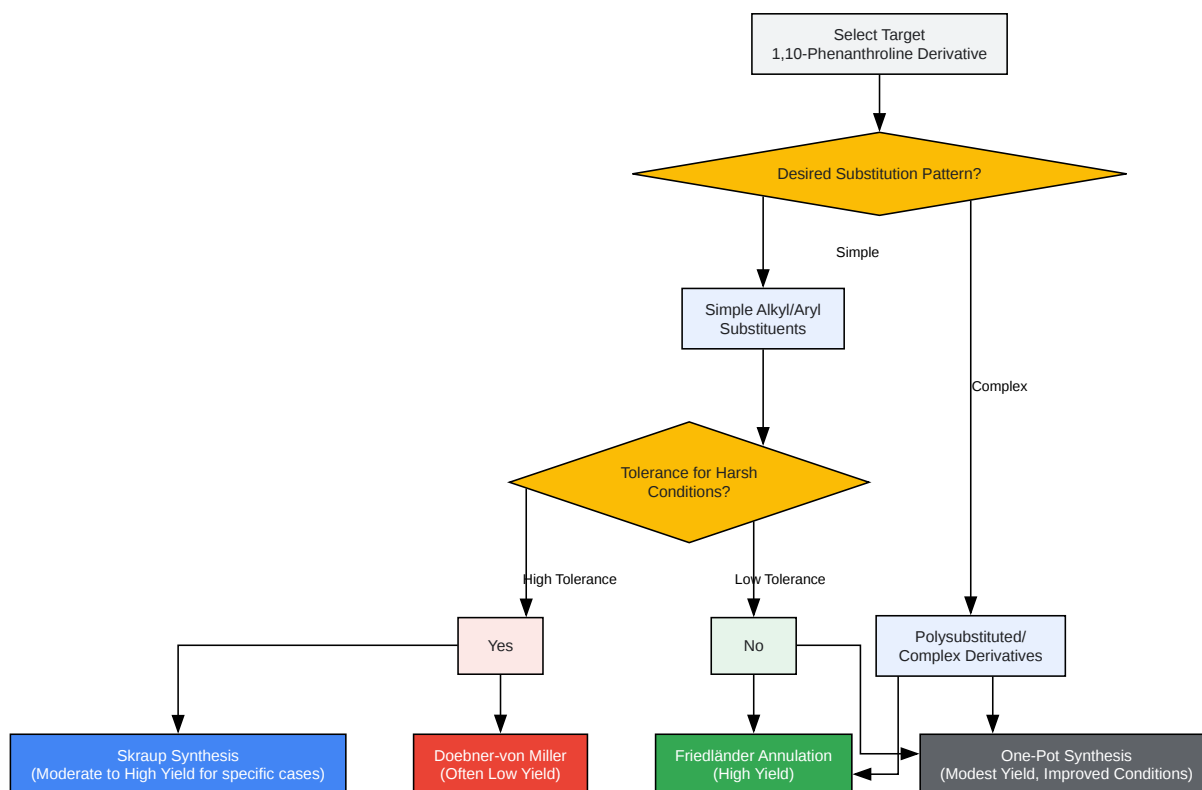 Select Target
1,10-Phenanthroline Derivative
Desired Substitution Pattern?
Simple
Simple Alkyl/Aryl
Substituents
Complex
Tolerance for Harsh
Conditions?
High Tolerance
Low Tolerance
Yes
No
Polysubstituted/
Complex Derivatives
Skraup Synthesis
(Moderate to High Yield for specific cases)
Doebner-von Miller
(Often Low Yield)
Friedländer Annulation
(High Yield)
One-Pot Synthesis
(Modest Yield, Improved Conditions)